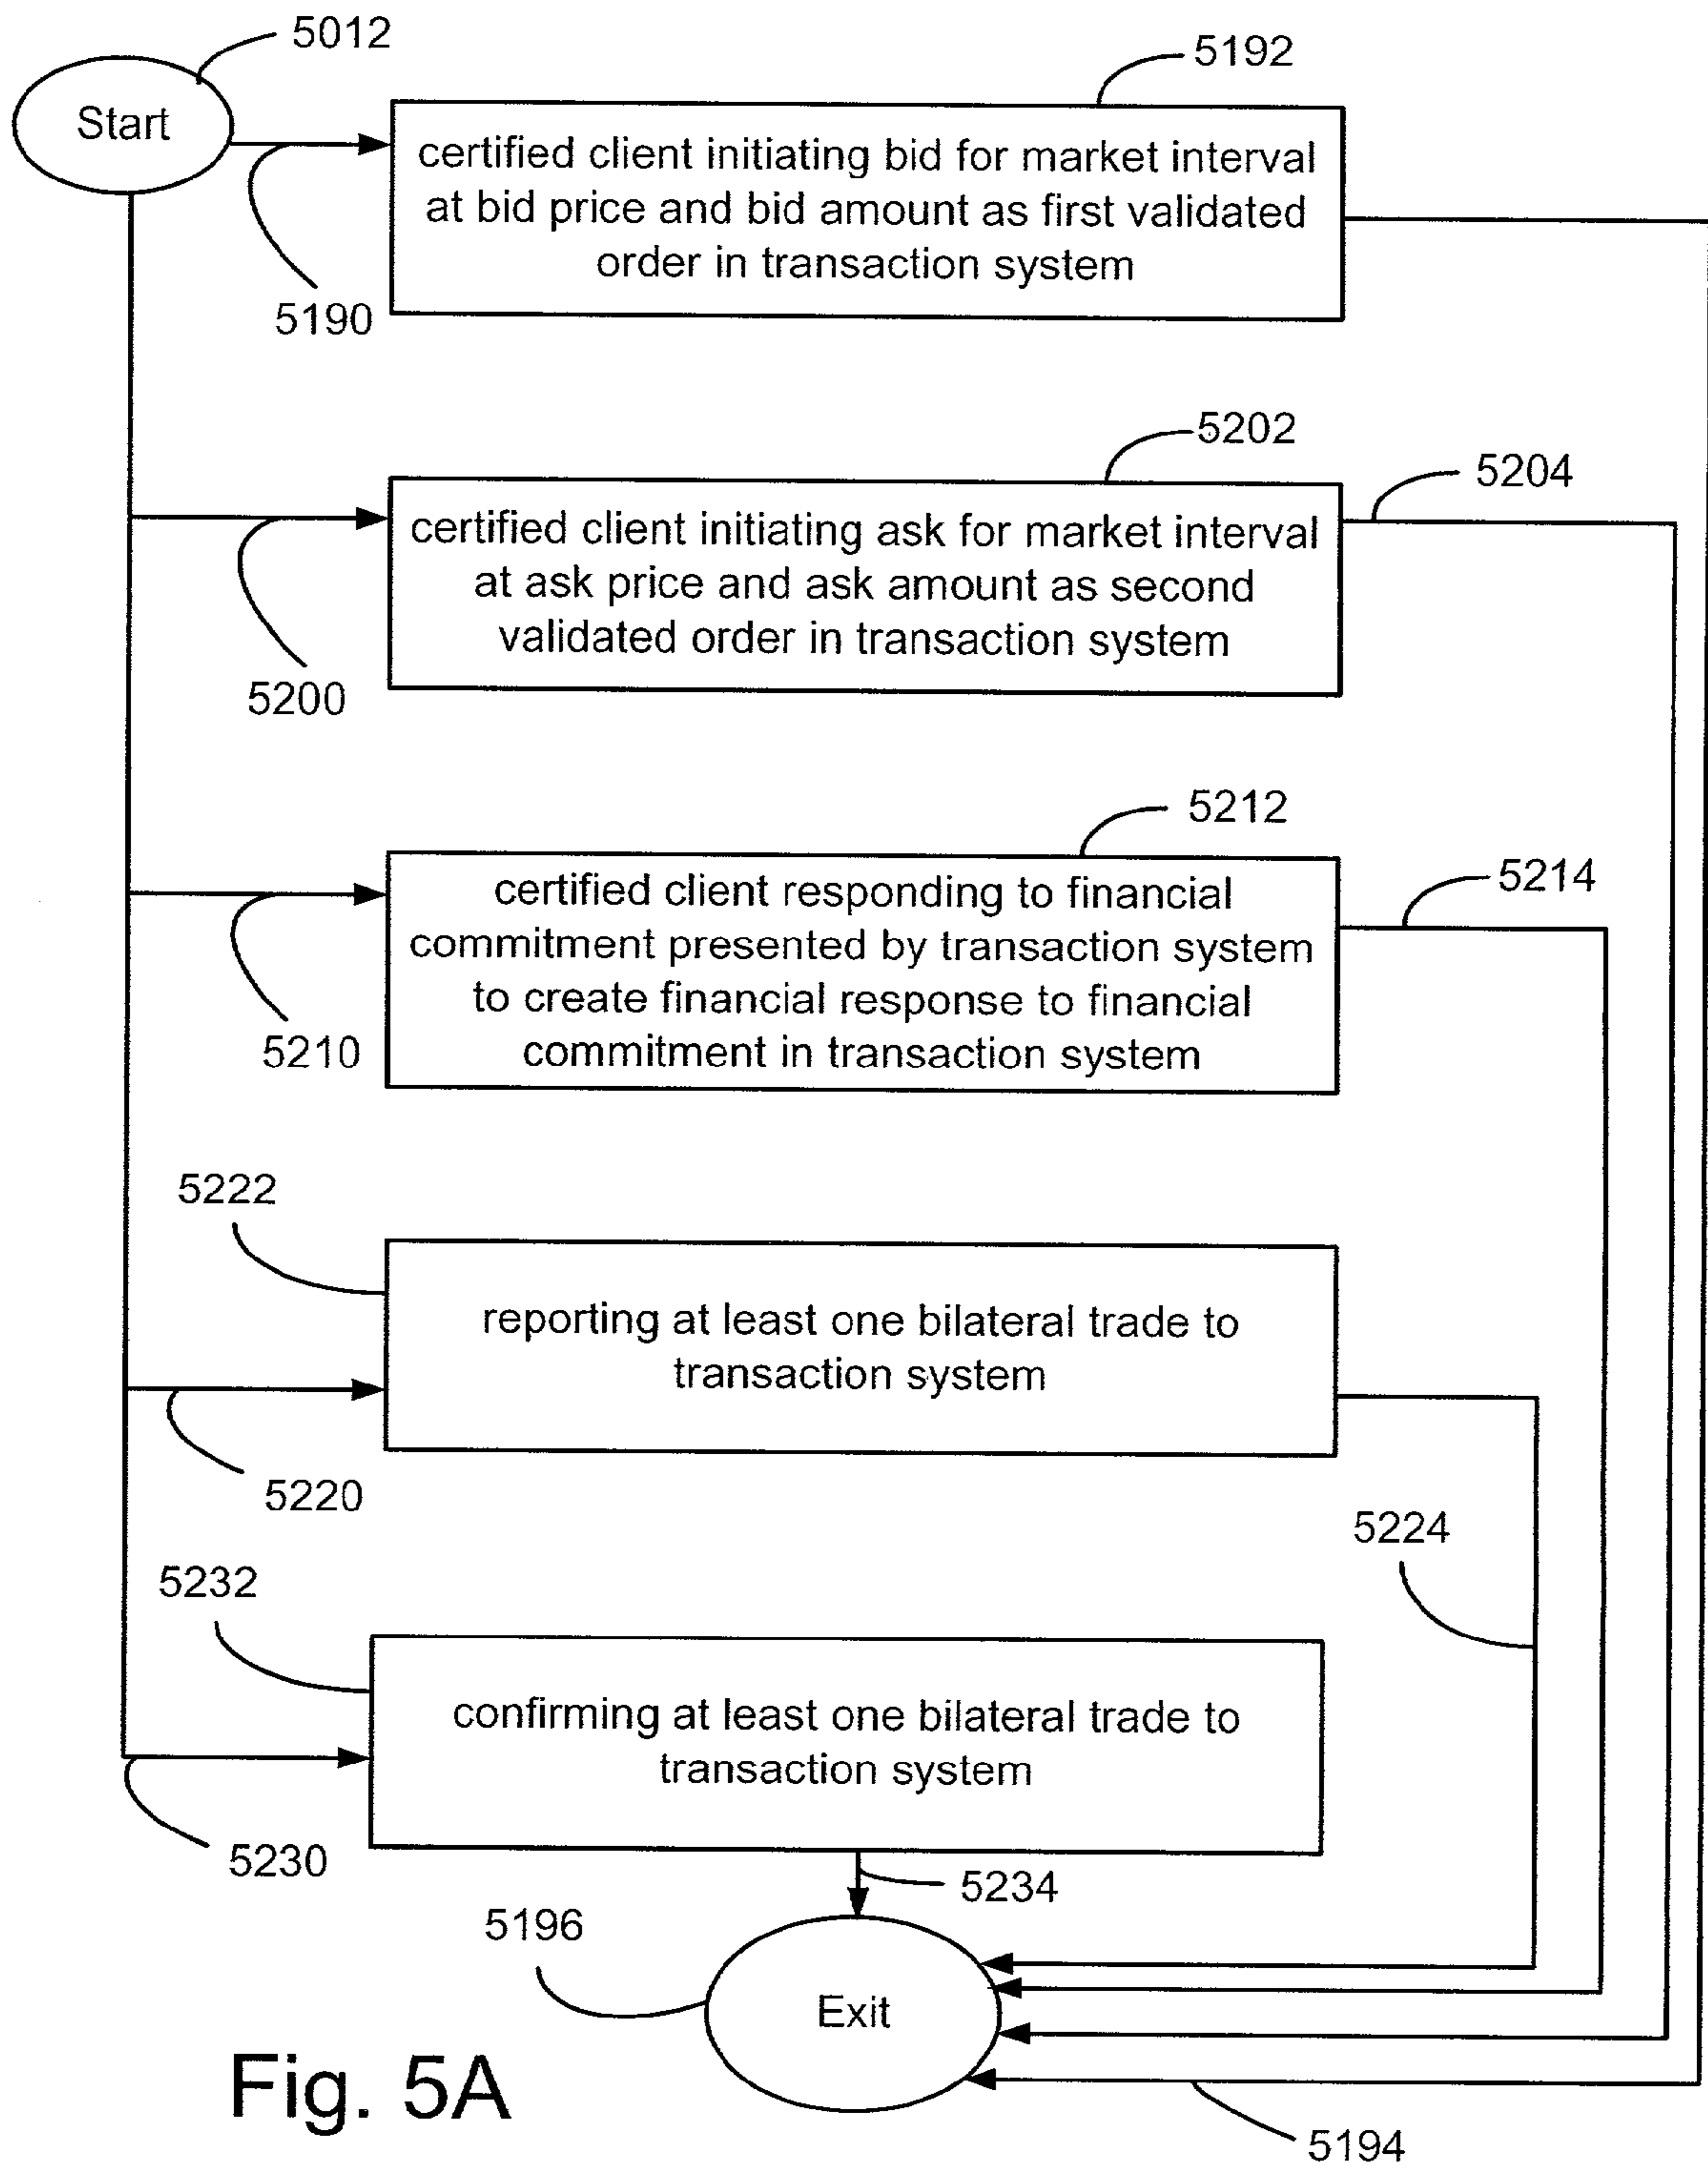 5012
Start
5192
certified client initiating bid for market interval
at bid price and bid amount as first validated
order in transaction system
5190
5202
5204
certified client initiating ask for market interval
at ask price and ask amount as second
validated order in transaction system
5200
5212
5214
certified client responding to financial
commitment presented by transaction system
to create financial response to financial
commitment in transaction system
5210
5222
reporting at least one bilateral trade to
transaction system
5220
5224
5232
confirming at least one bilateral trade to
transaction system
5230
5234
5196
Exit
Fig. 5A
5194